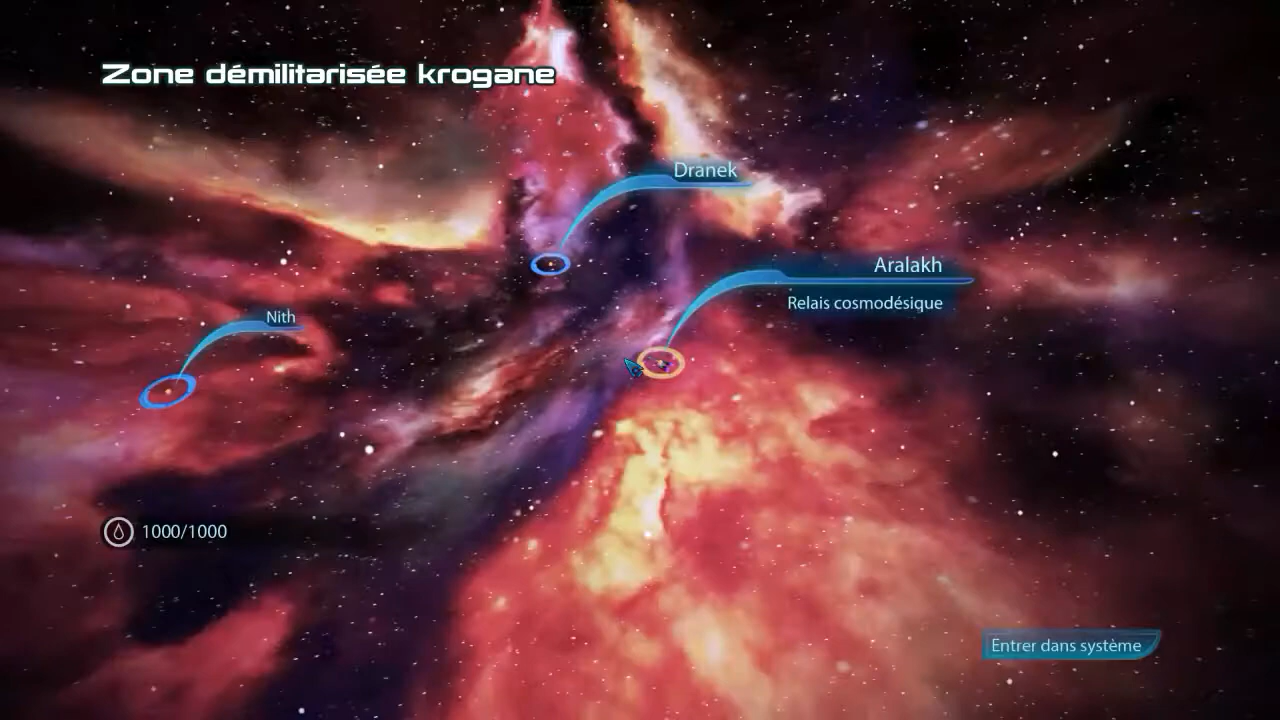 Zone démilitarisée krogane
Dranek
Aralakh
Relais cosmodésique
Nith
1000/1000
Entrer dans système